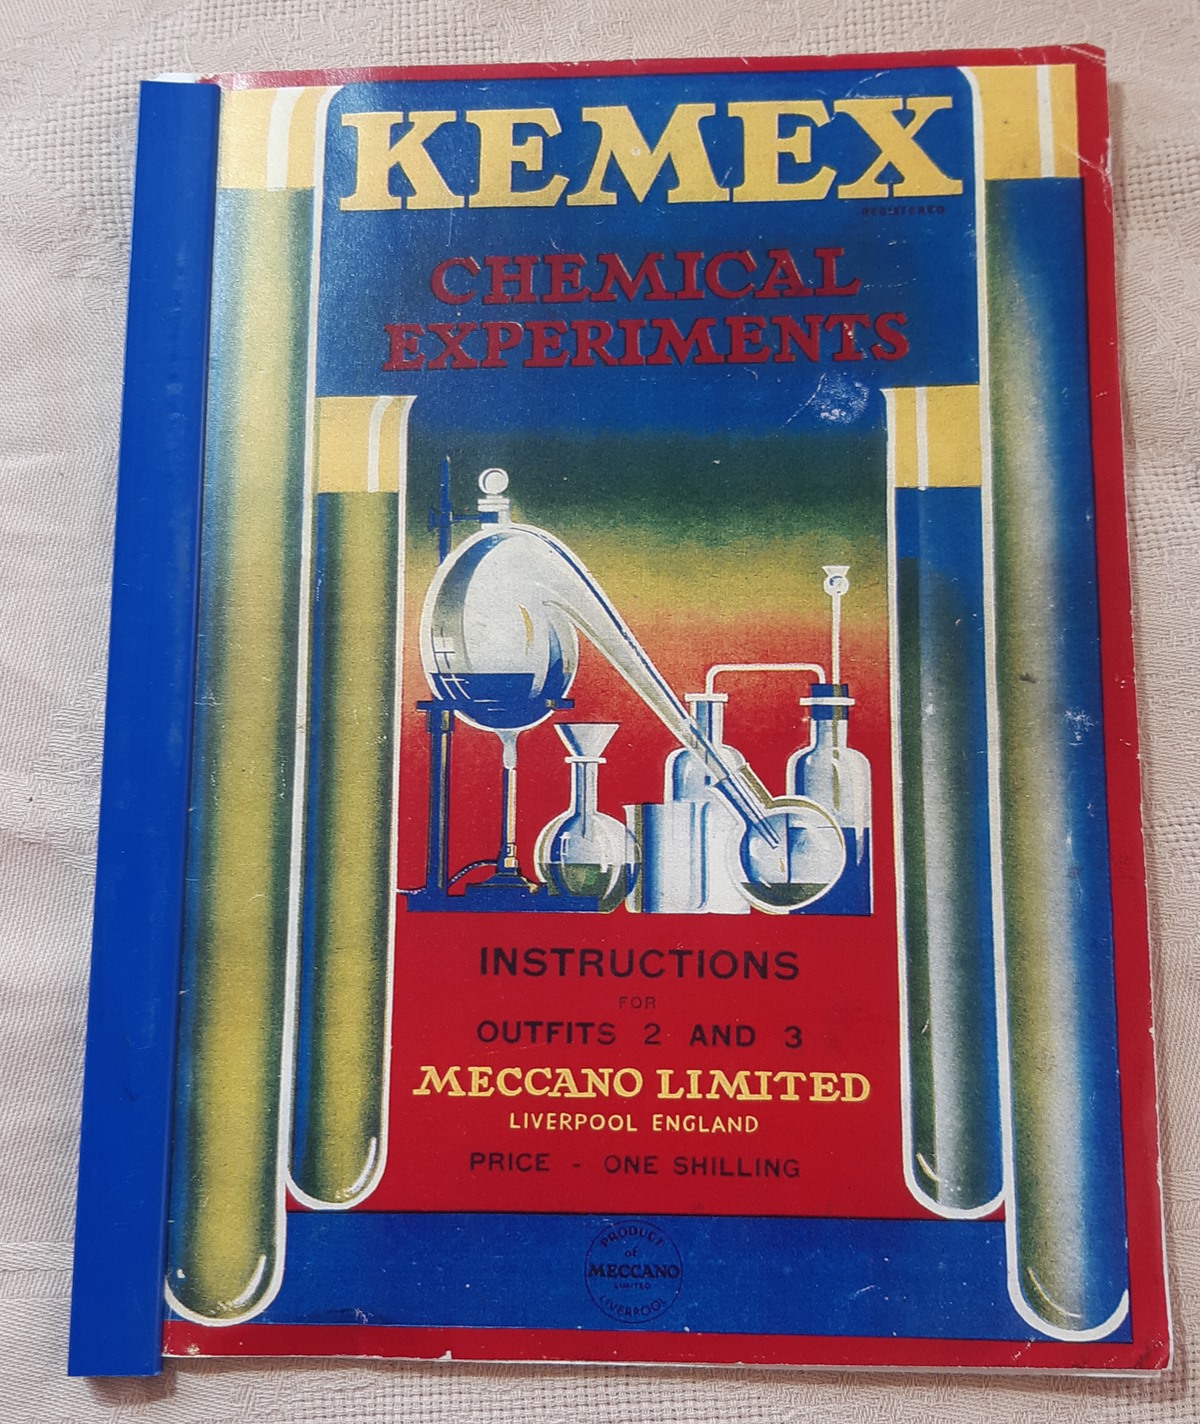 KEMEX
REGISTERED
CHEMICAL
EXPERIMENTS
INSTRUCTIONS
FOR
OUTFITS 2 AND 3
MECCANO LIMITED
LIVERPOOL ENGLAND
PRICE - ONE SHILLING
PRODUCT
of
MECCANO
LIMITED
LIVERPOOL